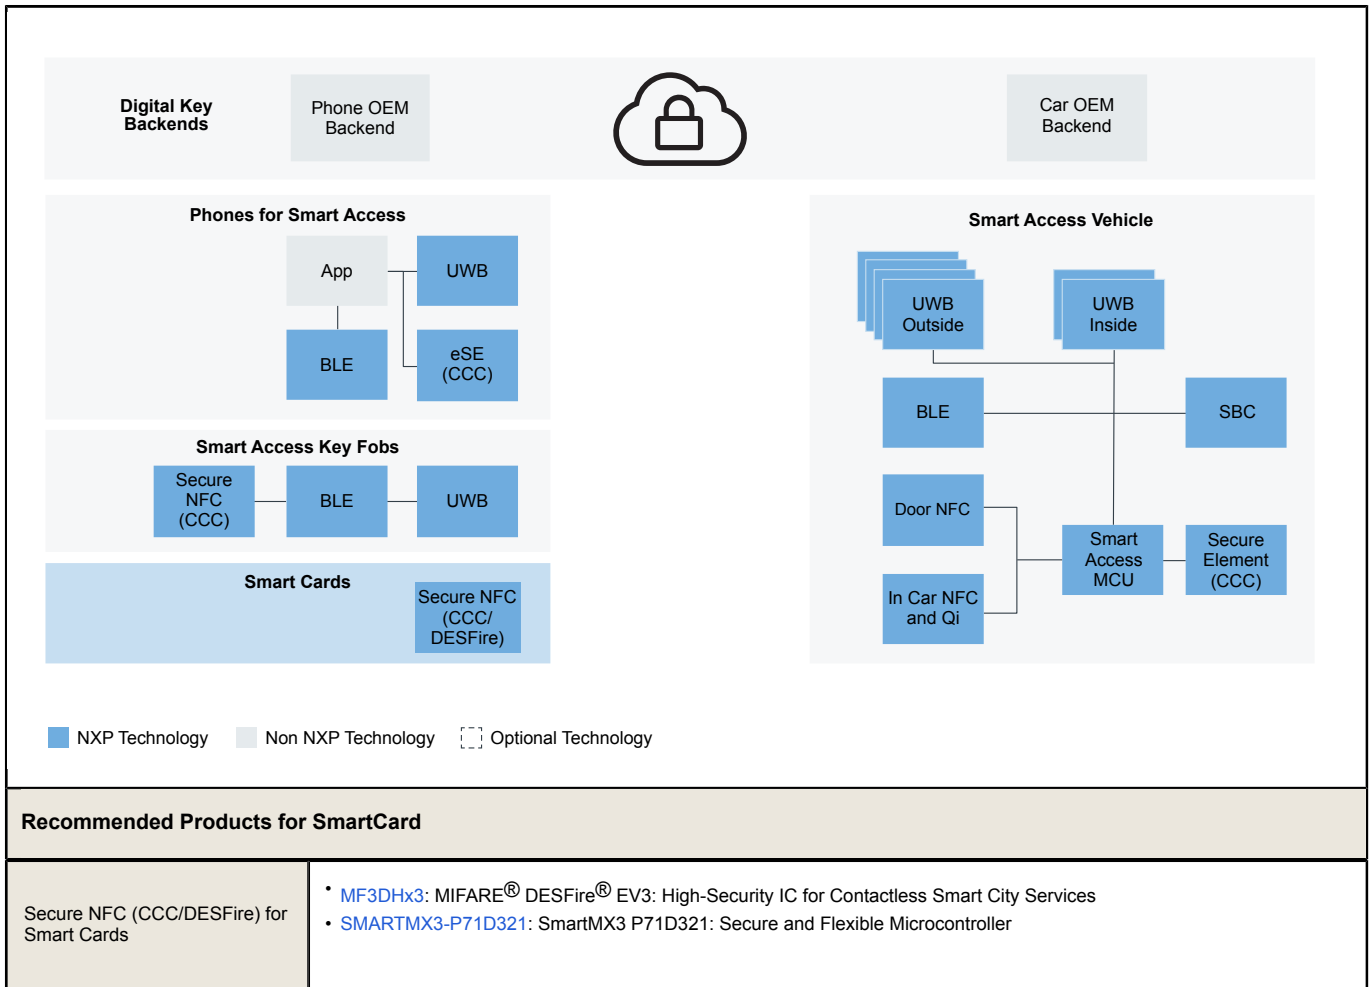 Digital Key
Backends
Phone OEM
Backend
Car OEM
Backend
Phones for Smart Access
App
UWB
BLE
eSE
(CCC)
Smart Access Key Fobs
Secure
NFC
(CCC)
BLE
UWB
Smart Cards
Secure NFC
(CCC/
DESFire)
Smart Access Vehicle
UWB
Outside
UWB
Inside
BLE
SBC
Door NFC
In Car NFC
and Qi
Smart
Access
MCU
Secure
Element
(CCC)
NXP Technology
Non NXP Technology
Optional Technology
Recommended Products for SmartCard
Secure NFC (CCC/DESFire) for
Smart Cards
• MF3DHx3: MIFARE® DESFire® EV3: High-Security IC for Contactless Smart City Services
• SMARTMX3-P71D321: SmartMX3 P71D321: Secure and Flexible Microcontroller